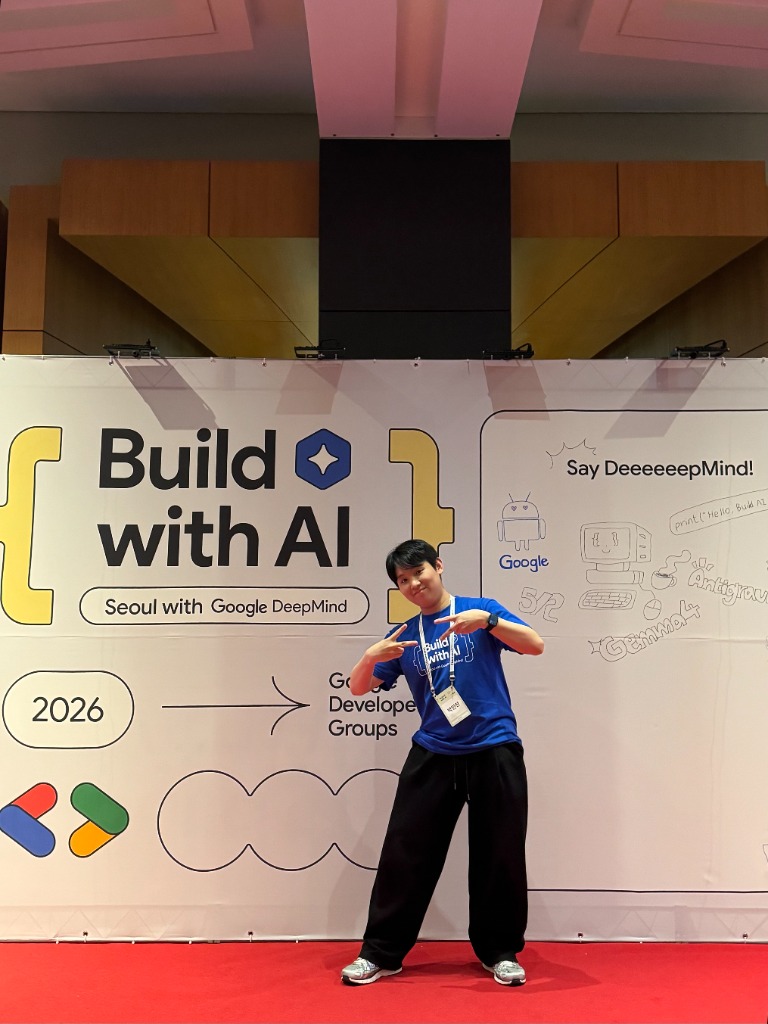 Build
with AI
Seoul with Google DeepMind
2026
Developer
Groups
Say DeeeeeepMind!
print("Hello, Build AI
Google
5/2
Antigrav
Gemma4
Build
with AI